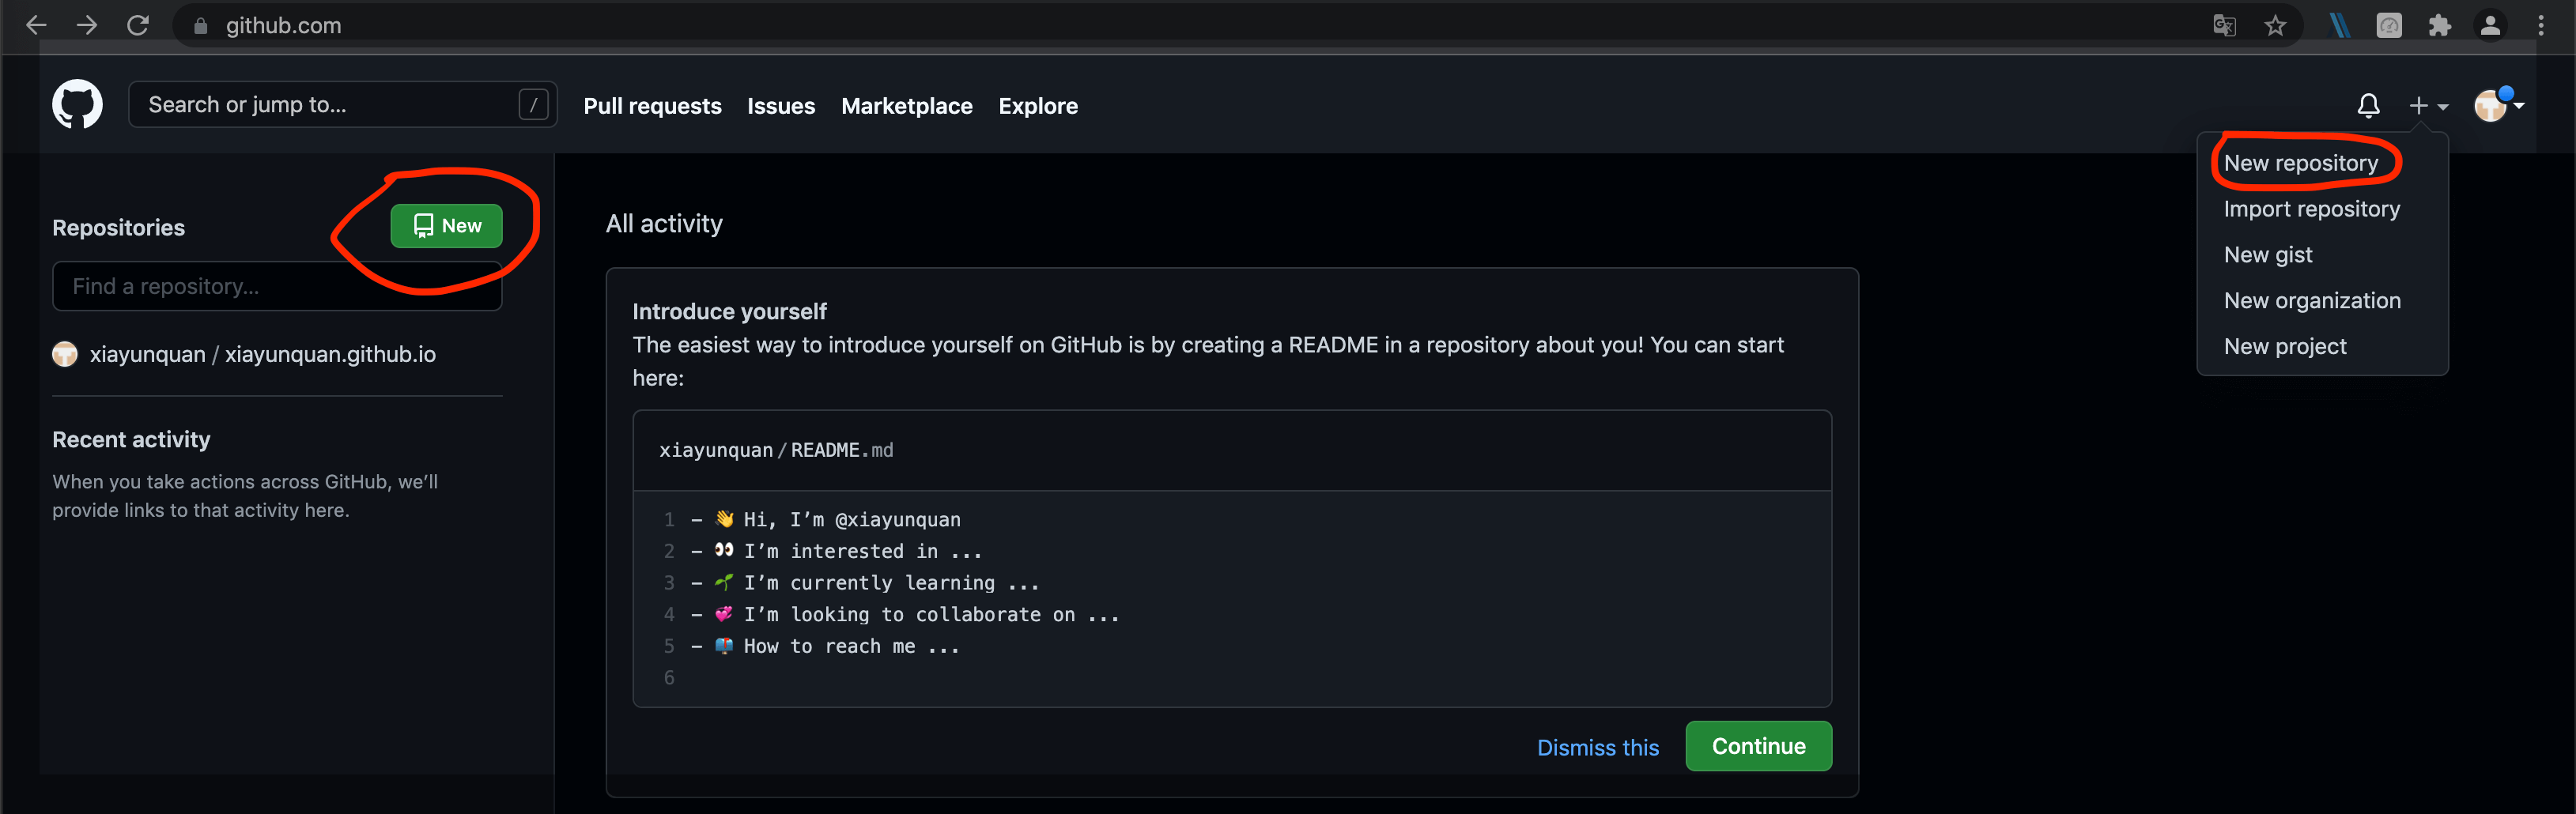 github.com
Search or jump to...
/
Pull requests
Issues
Marketplace
Explore
New repository
Import repository
New gist
New organization
New project
Repositories
New
Find a repository...
xiayunquan / xiayunquan.github.io
Recent activity
When you take actions across GitHub, we’ll
provide links to that activity here.
All activity
Introduce yourself
The easiest way to introduce yourself on GitHub is by creating a README in a repository about you! You can start
here:
xiayunquan / README.md
1 - 👋 Hi, I’m @xiayunquan
2 - 👀 I’m interested in ...
3 - 🌱 I’m currently learning ...
4 - 💞️ I’m looking to collaborate on ...
5 - 📫 How to reach me ...
6
Dismiss this
Continue